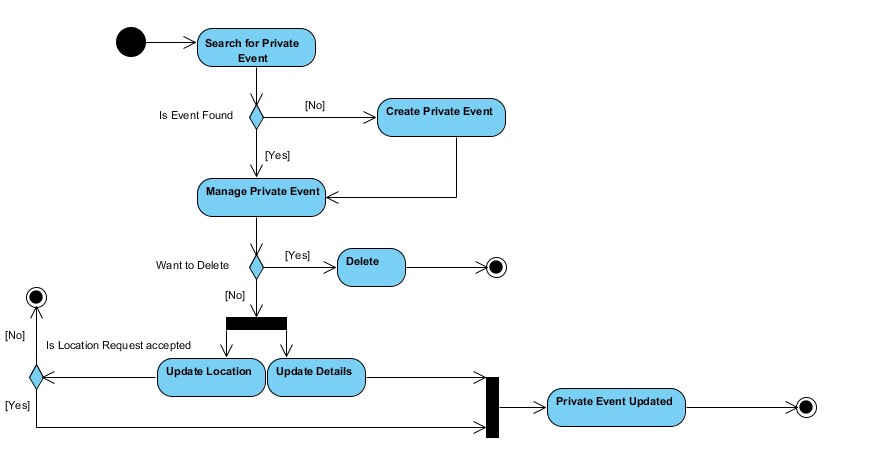 Search for Private
Event
Is Event Found
[No]
Create Private Event
[Yes]
Manage Private Event
Want to Delete
[Yes]
Delete
[No]
[No]
Is Location Request accepted
Update Location
Update Details
[Yes]
Private Event Updated